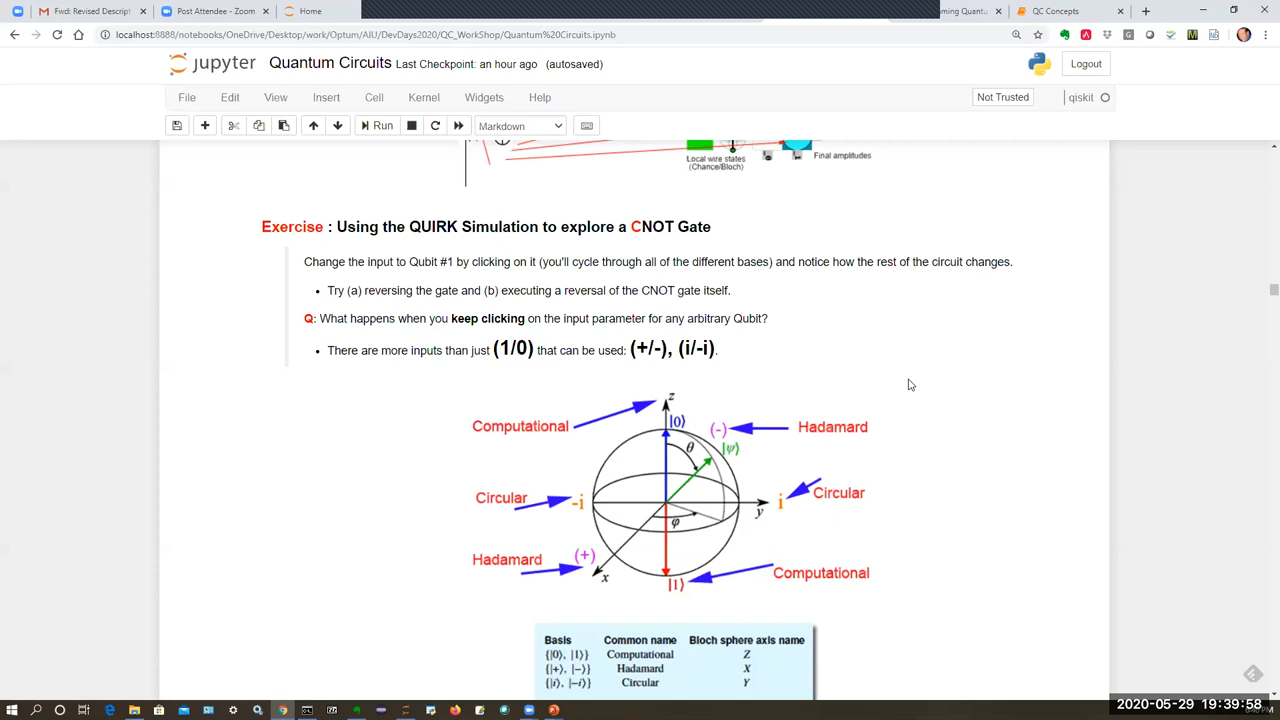 Fwd: Revised Descript
Post Attendee - Zoom
Home
ming Quantu
QC Concepts
localhost:8888/notebooks/OneDrive/Desktop/work/Optum/AIU/DevDays2020/QC_WorkShop/Quantum%20Circuits.ipynb
jupyter Quantum Circuits Last Checkpoint: an hour ago (autosaved)
Logout
File Edit View Insert Cell Kernel Widgets Help
Not Trusted
qiskit
Run
Markdown
Local wire states
(Chance/Bloch)
Final amplitudes
Exercise : Using the QUIRK Simulation to explore a CNOT Gate
Change the input to Qubit #1 by clicking on it (you'll cycle through all of the different bases) and notice how the rest of the circuit changes.
• Try (a) reversing the gate and (b) executing a reversal of the CNOT gate itself.
Q: What happens when you keep clicking on the input parameter for any arbitrary Qubit?
• There are more inputs than just (1/0) that can be used: (+/-), (i/-i).
z
Computational
|0⟩
(-)
Hadamard
θ
|ψ⟩
Circular
-i
i
Circular
y
φ
Hadamard
(+)
x
|1⟩
Computational
Basis Common name Bloch sphere axis name
{|0⟩, |1⟩} Computational Z
{|+⟩, |−⟩} Hadamard X
{|i⟩, |−i⟩} Circular Y
2020-05-29 19:39:58